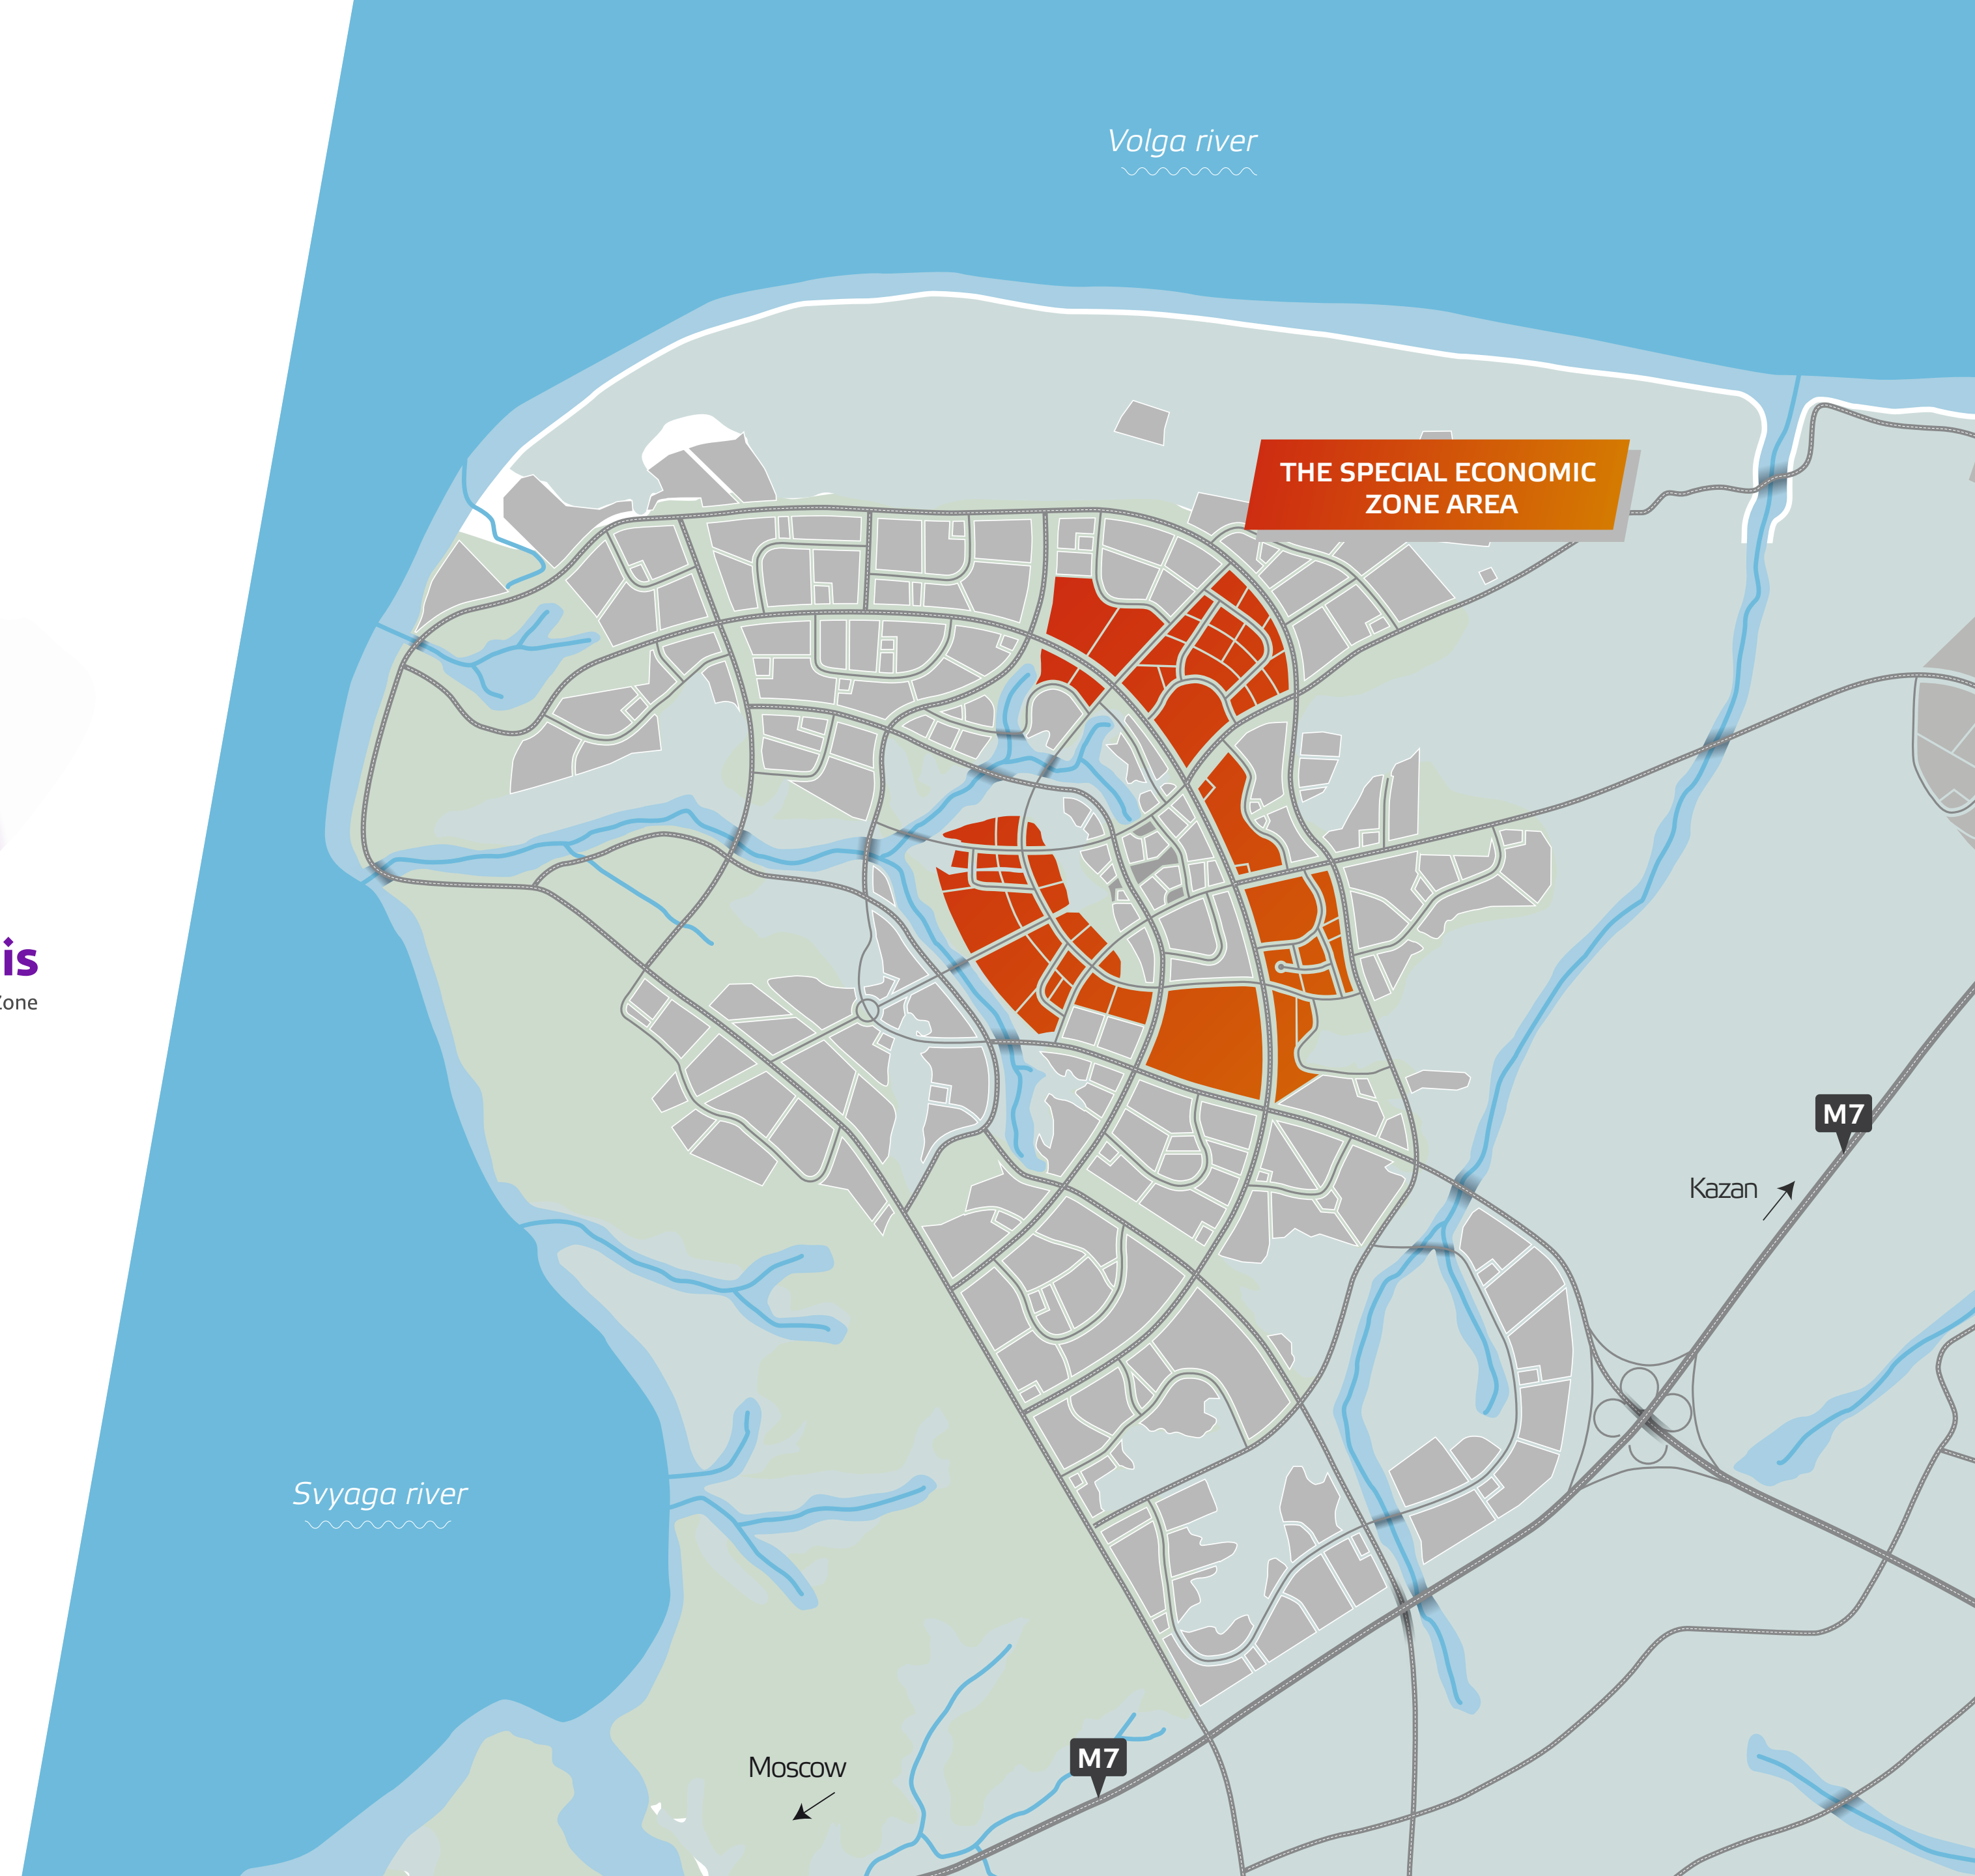 Volga river
THE SPECIAL ECONOMIC
ZONE AREA
is
Zone
M7
Kazan
Svyaga river
Moscow
M7